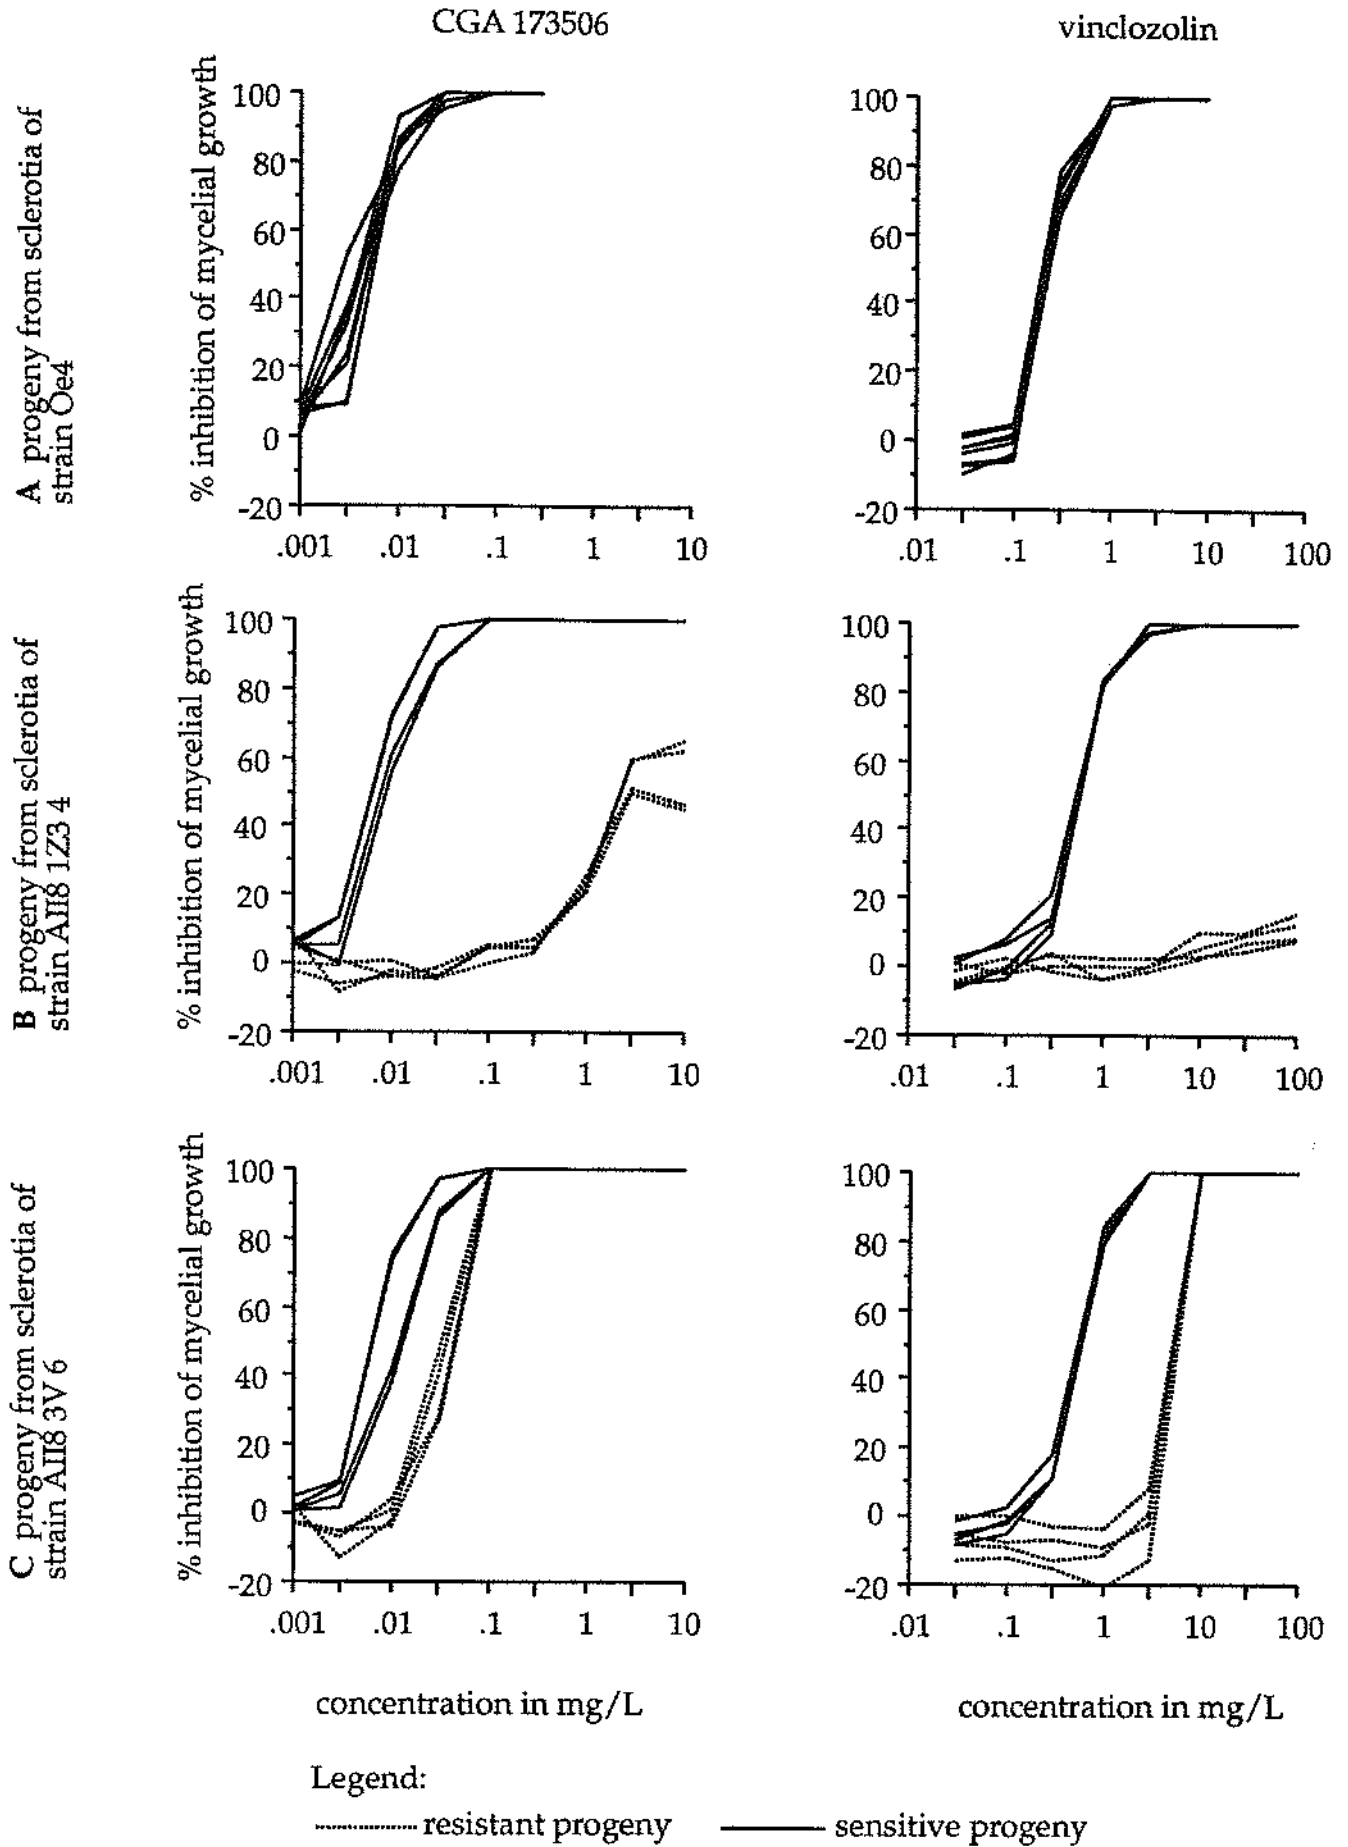 CGA 173506
vinclozolin
A progeny from sclerotia of
strain Oe4
% inhibition of mycelial growth
100
80
60
40
20
0
-20
.001 .01 .1 1 10
100
80
60
40
20
0
-20
.01 .1 1 10 100
B progeny from sclerotia of
strain AII8 1Z3 4
% inhibition of mycelial growth
100
80
60
40
20
0
-20
.001 .01 .1 1 10
100
80
60
40
20
0
-20
.01 .1 1 10 100
C progeny from sclerotia of
strain AII8 3V 6
% inhibition of mycelial growth
100
80
60
40
20
0
-20
.001 .01 .1 1 10
100
80
60
40
20
0
-20
.01 .1 1 10 100
concentration in mg/L
concentration in mg/L
Legend:
resistant progeny
sensitive progeny